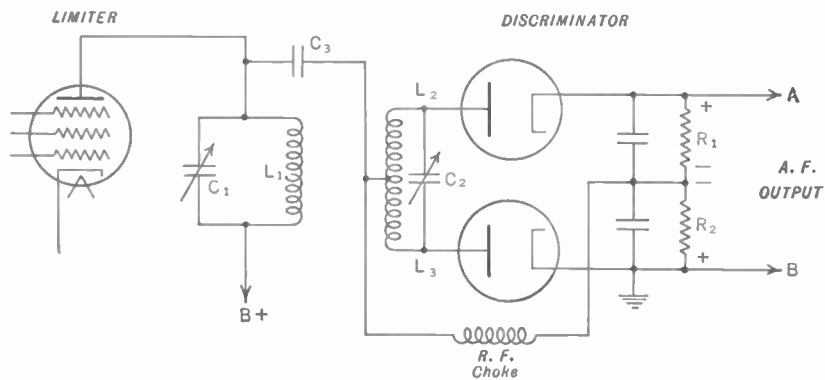 LIMITER
DISCRIMINATOR
C3
L2
A
+
R1
L1
C1
C2
−
−
A. F.
OUTPUT
R2
L3
+
B
B+
R. F.
Choke